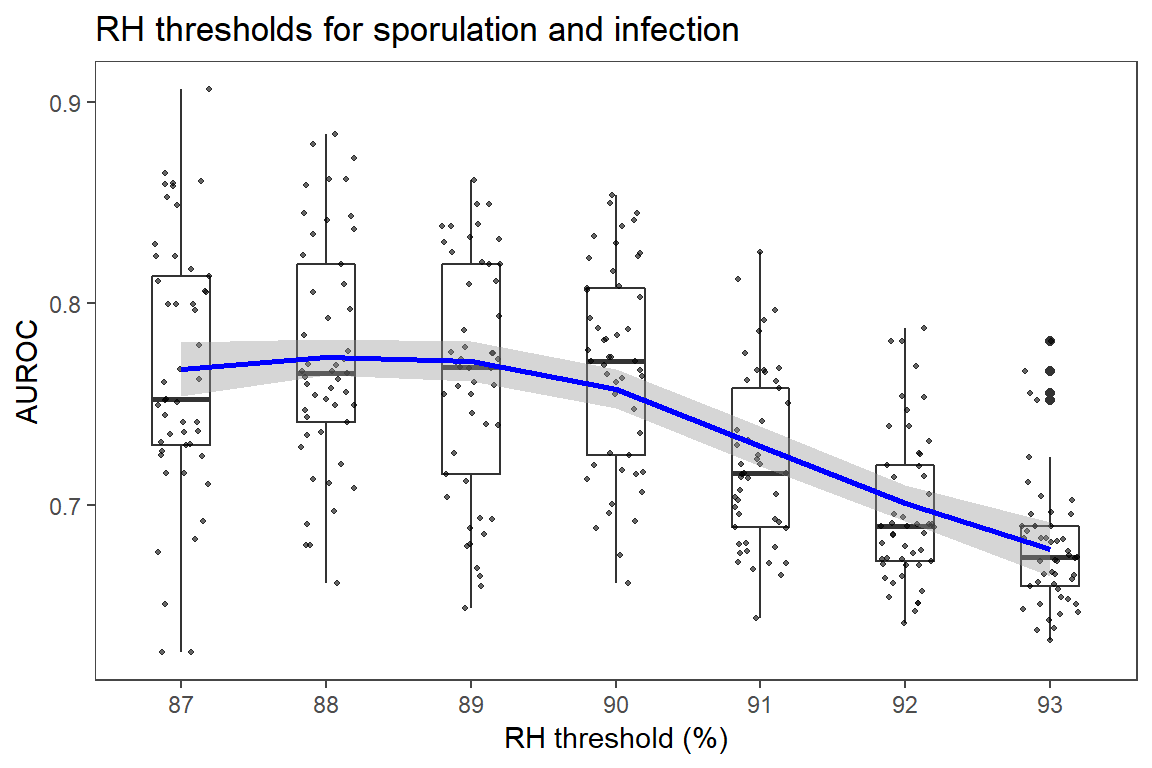 RH thresholds for sporulation and infection
AUROC
0.9
0.8
0.7
87 88 89 90 91 92 93
RH threshold (%)